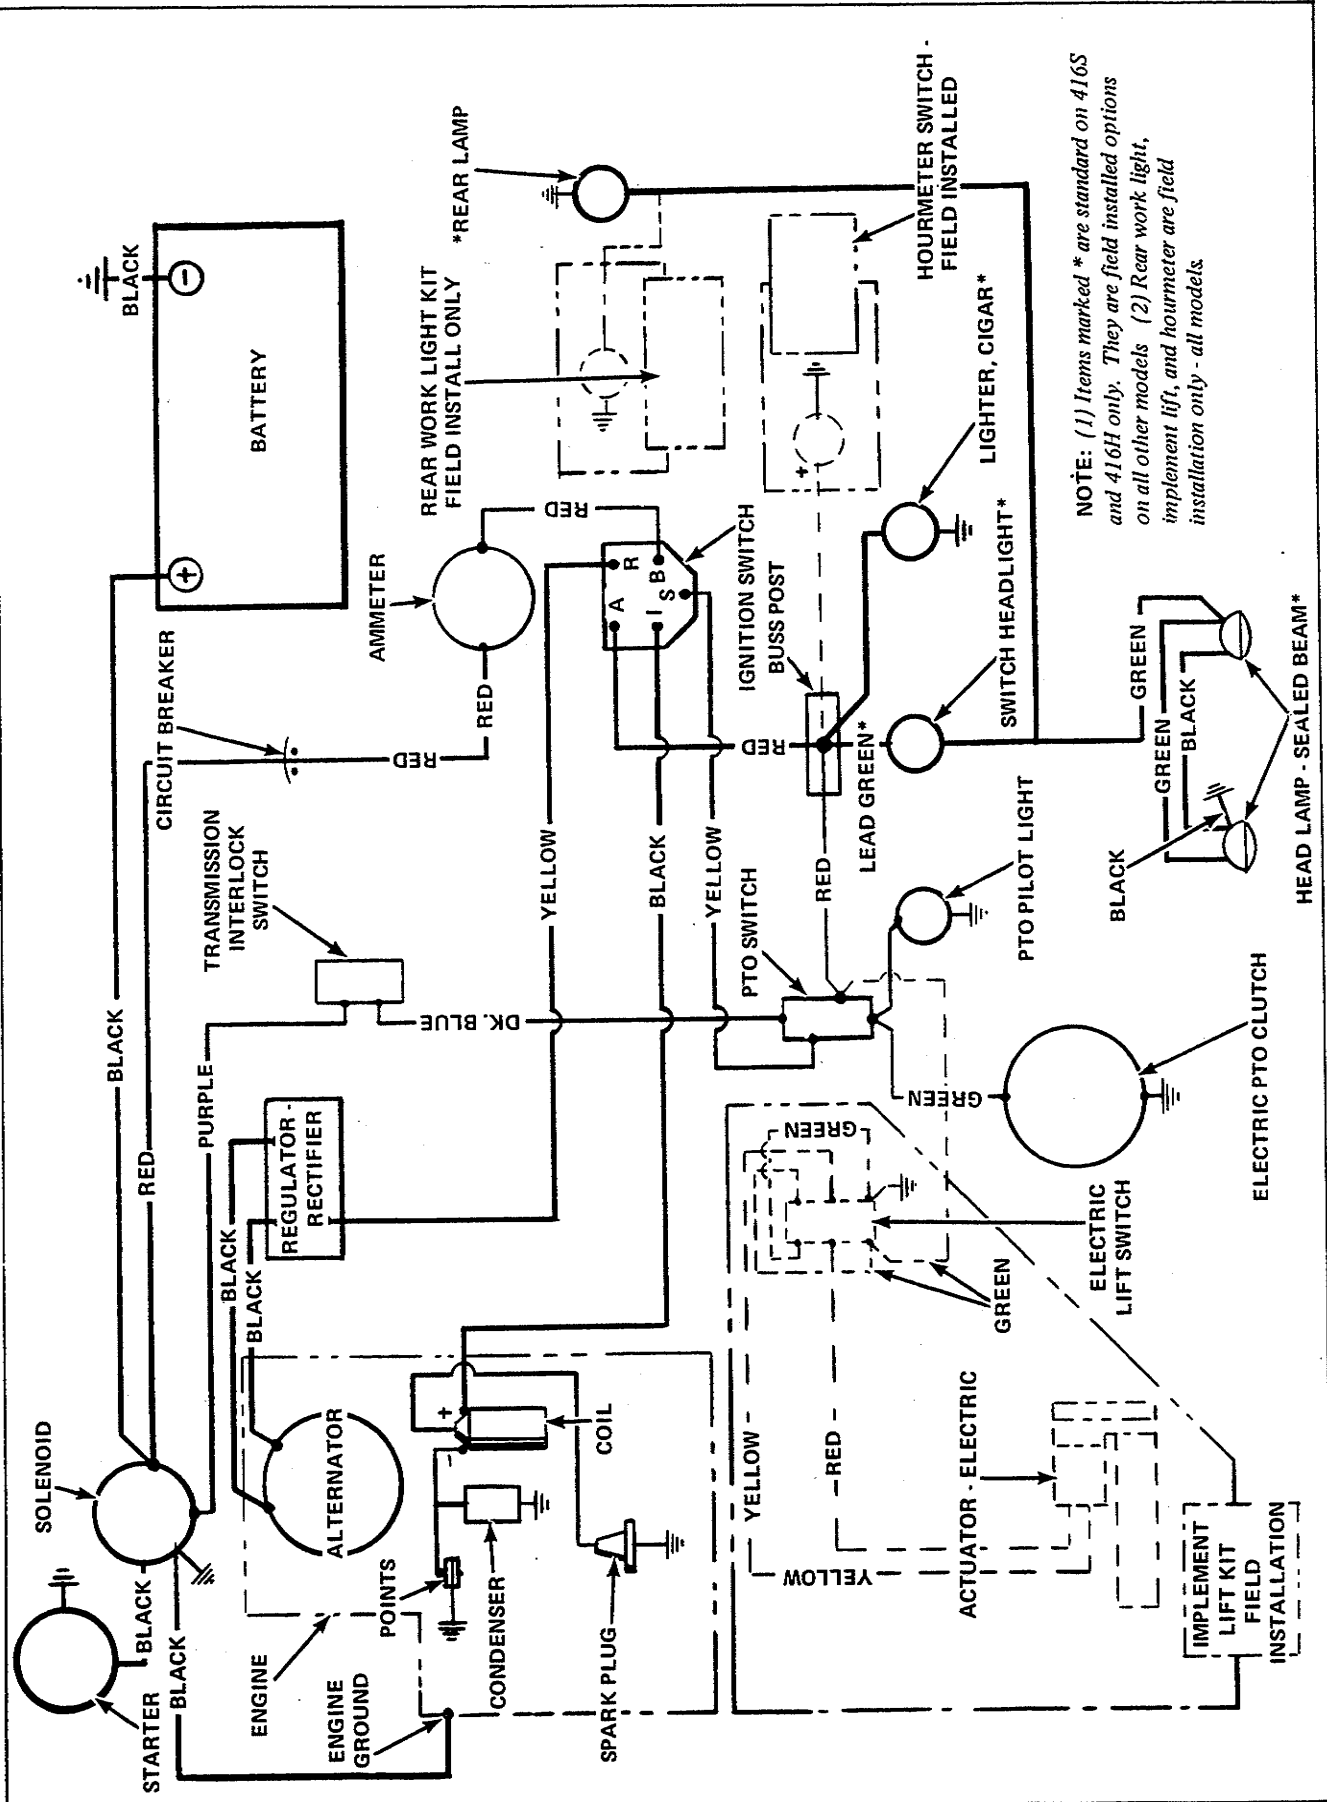 STARTER
SOLENOID
BLACK
BLACK
BLACK
RED
PURPLE
BLACK
BLACK
REGULATOR -
RECTIFIER
ALTERNATOR
ENGINE
ENGINE
GROUND
POINTS
CONDENSER
SPARK PLUG
COIL
+
-
TRANSMISSION
INTERLOCK
SWITCH
CIRCUIT BREAKER
BATTERY
+
-
BLACK
AMMETER
RED
RED
RED
DK. BLUE
YELLOW
BLACK
YELLOW
A
R
B
I
S
IGNITION SWITCH
BUSS POST
RED
RED
REAR WORK LIGHT KIT
FIELD INSTALL ONLY
*REAR LAMP
HOURMETER SWITCH -
FIELD INSTALLED
+
LIGHTER, CIGAR*
SWITCH HEADLIGHT*
LEAD GREEN*
PTO SWITCH
PTO PILOT LIGHT
GREEN
ELECTRIC PTO CLUTCH
GREEN
GREEN
BLACK
BLACK
HEAD LAMP - SEALED BEAM*
GREEN
GREEN
ELECTRIC
LIFT SWITCH
YELLOW -
RED
YELLOW
ACTUATOR - ELECTRIC
IMPLEMENT
LIFT KIT
FIELD
INSTALLATION
NOTE: (1) Items marked * are standard on 416S
and 416H only. They are field installed options
on all other models (2) Rear work light,
implement lift, and hourmeter are field
installation only - all models.